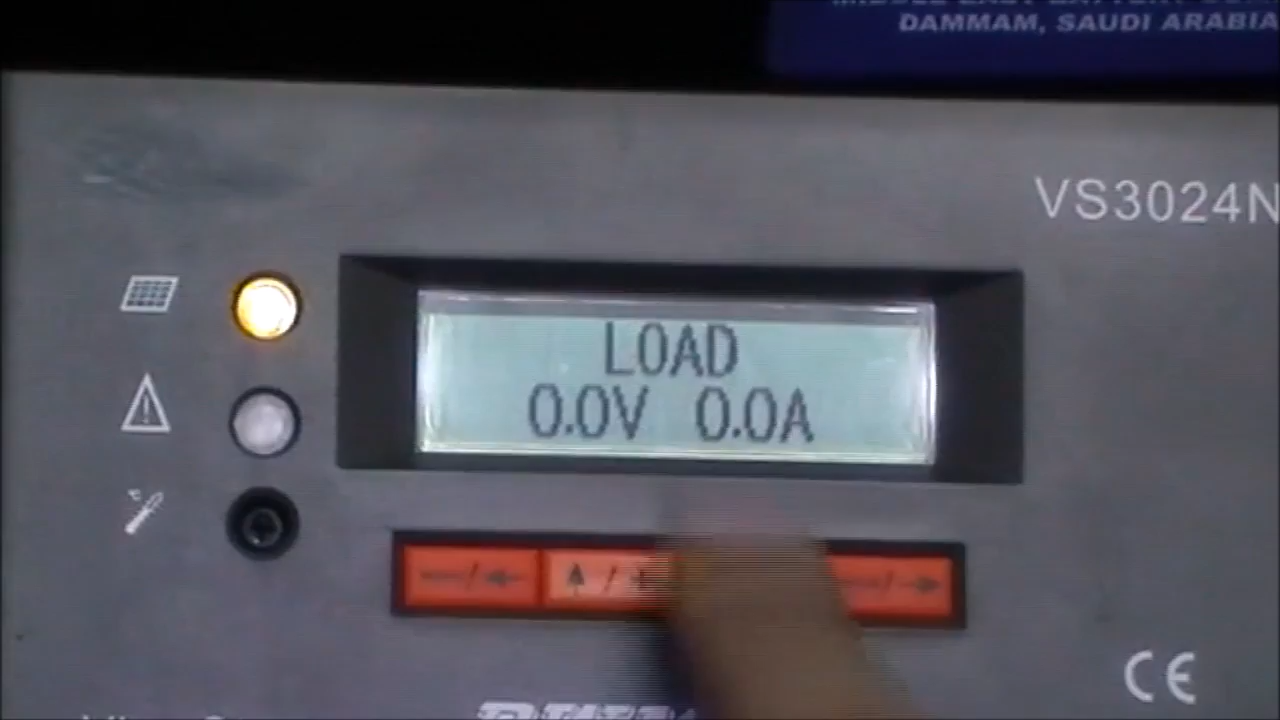 DAMMAM, SAUDI ARABIA
VS3024N
LOAD
0.0V 0.0A
CE